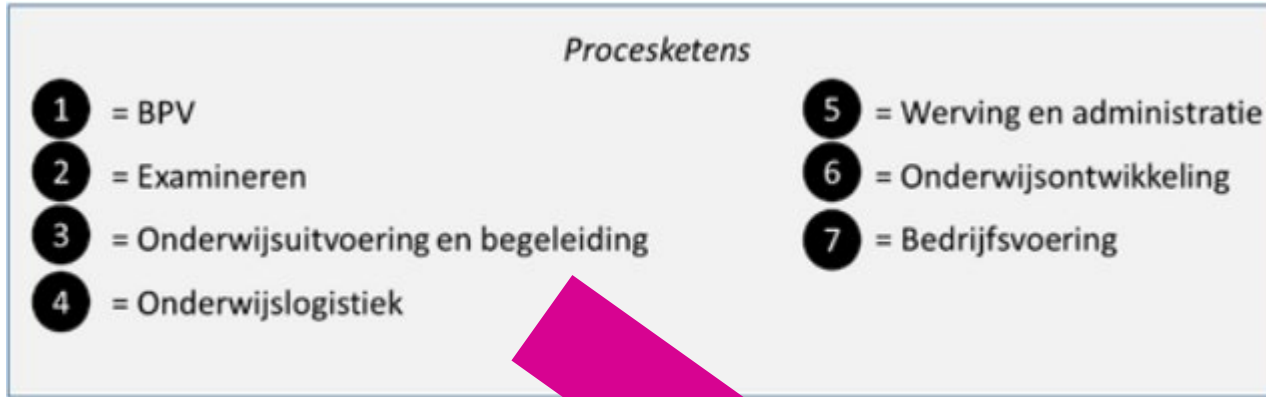 Procesketens
1 = BPV
2 = Examineren
3 = Onderwijsuitvoering en begeleiding
4 = Onderwijslogistiek
5 = Werving en administratie
6 = Onderwijsontwikkeling
7 = Bedrijfsvoering